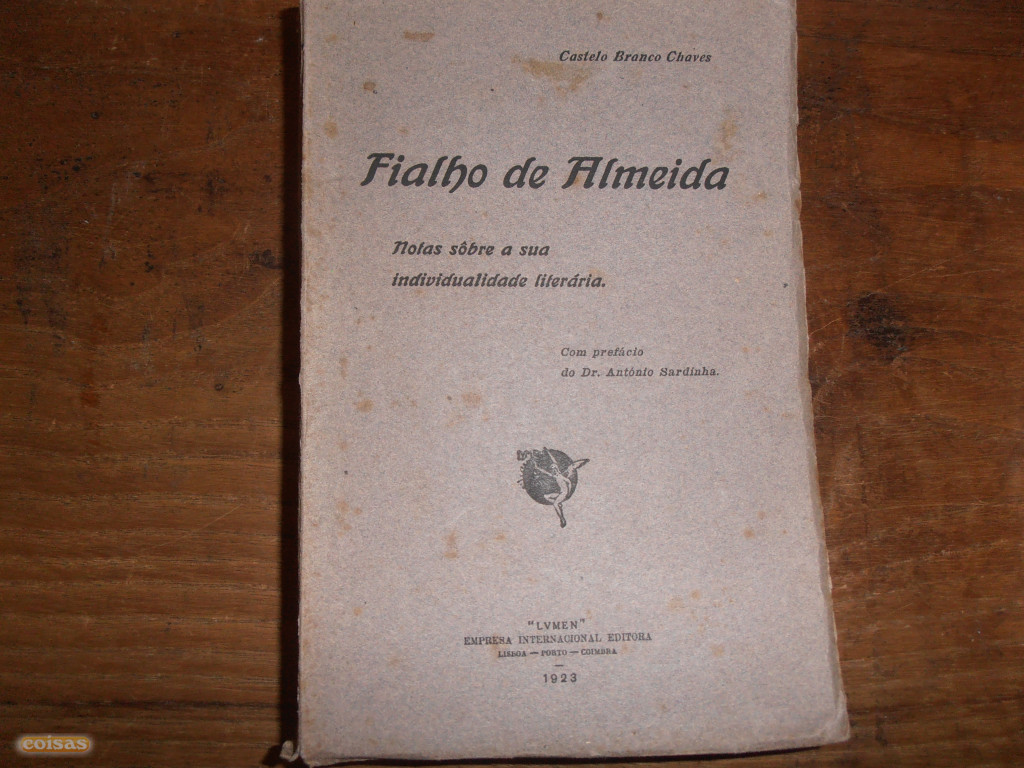 Castelo Branco Chaves
Fialho de Almeida
Notas sôbre a sua
individualidade literária.
Com prefácio
do Dr. António Sardinha.
"LVMEN"
EMPRESA INTERNACIONAL EDITORA
LISBOA — PORTO — COIMBRA
1923
coisas